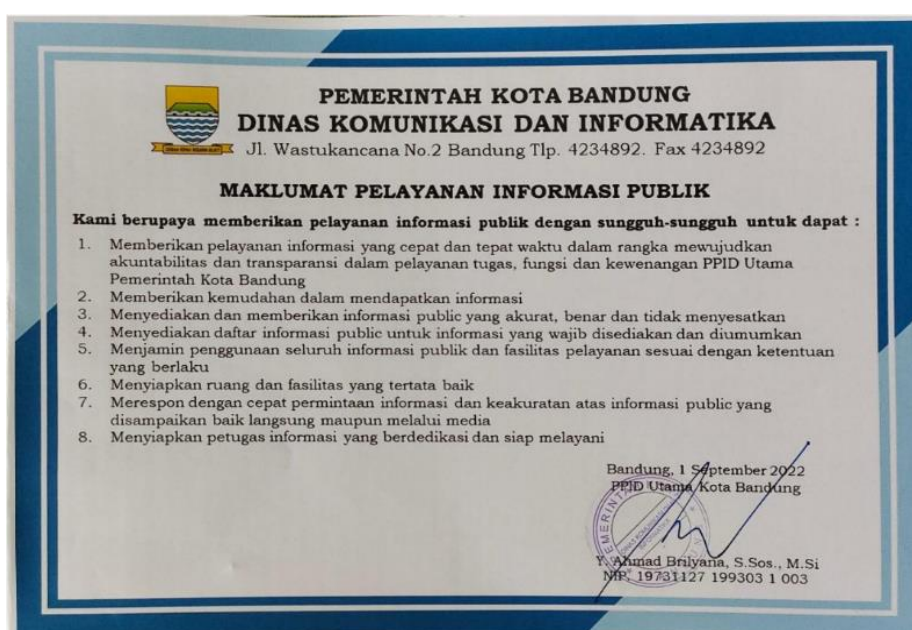 PEMERINTAH KOTA BANDUNG
DINAS KOMUNIKASI DAN INFORMATIKA
Jl. Wastukancana No.2 Bandung Tlp. 4234892. Fax 4234892
MAKLUMAT PELAYANAN INFORMASI PUBLIK
Kami berupaya memberikan pelayanan informasi publik dengan sungguh-sungguh untuk dapat :
1. Memberikan pelayanan informasi yang cepat dan tepat waktu dalam rangka mewujudkan
akuntabilitas dan transparansi dalam pelayanan tugas, fungsi dan kewenangan PPID Utama
Pemerintah Kota Bandung
2. Memberikan kemudahan dalam mendapatkan informasi
3. Menyediakan dan memberikan informasi public yang akurat, benar dan tidak menyesatkan
4. Menyediakan daftar informasi public untuk informasi yang wajib disediakan dan diumumkan
5. Menjamin penggunaan seluruh informasi publik dan fasilitas pelayanan sesuai dengan ketentuan
yang berlaku
6. Menyiapkan ruang dan fasilitas yang tertata baik
7. Merespon dengan cepat permintaan informasi dan keakuratan atas informasi public yang
disampaikan baik langsung maupun melalui media
8. Menyiapkan petugas informasi yang berdedikasi dan siap melayani
Bandung, 1 September 2022
PPID Utama Kota Bandung
Y. Ahmad Brilyana, S.Sos., M.Si
NIP. 19731127 199303 1 003